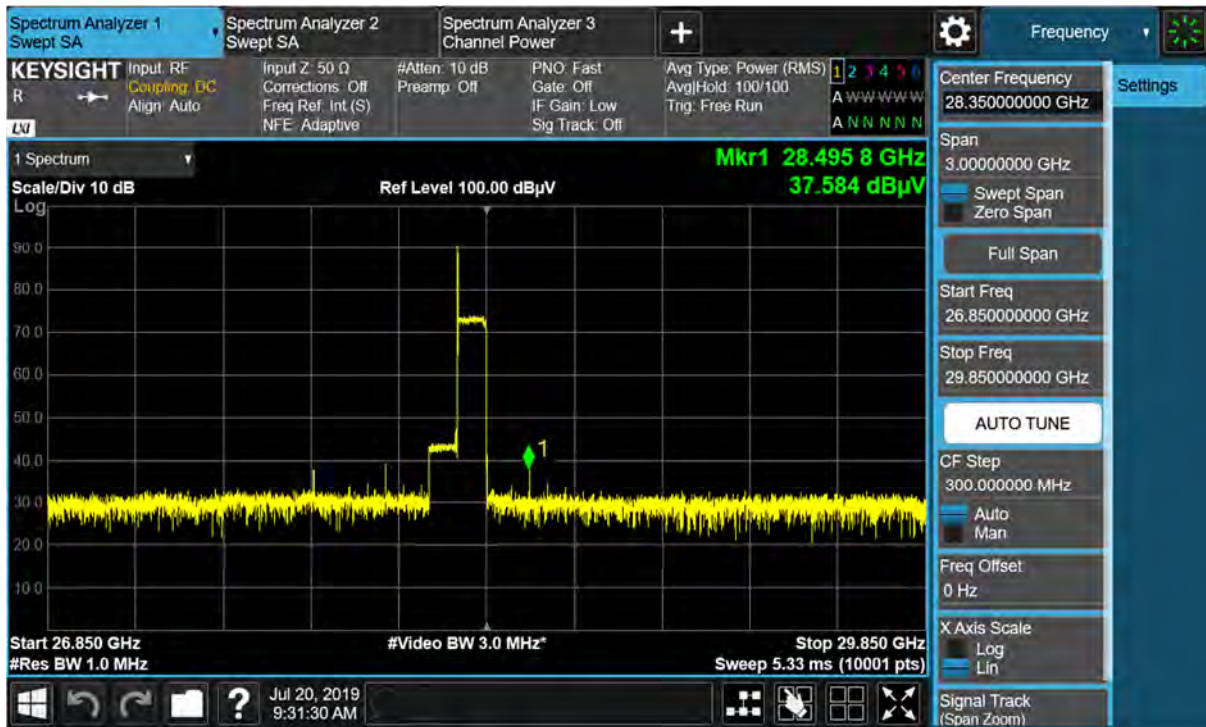 Spectrum Analyzer 1
Swept SA
Spectrum Analyzer 2
Swept SA
Spectrum Analyzer 3
Channel Power
+
Frequency
KEYSIGHT
R
LXI
Input: RF
Coupling: DC
Align: Auto
Input Z: 50 Ω
Corrections: Off
Freq Ref: Int (S)
NFE: Adaptive
#Atten: 10 dB
Preamp: Off
PNO: Fast
Gate: Off
IF Gain: Low
Sig Track: Off
Avg Type: Power (RMS)
Avg|Hold: 100/100
Trig: Free Run
1 2 3 4 5 6
A W W W W W
A N N N N N
1 Spectrum
Scale/Div 10 dB
Ref Level 100.00 dBµV
Mkr1 28.495 8 GHz
37.584 dBµV
Log
90.0
80.0
70.0
60.0
50.0
40.0
30.0
20.0
10.0
1
Start 26.850 GHz
#Res BW 1.0 MHz
#Video BW 3.0 MHz*
Stop 29.850 GHz
Sweep 5.33 ms (10001 pts)
Center Frequency
28.350000000 GHz
Settings
Span
3.00000000 GHz
Swept Span
Zero Span
Full Span
Start Freq
26.850000000 GHz
Stop Freq
29.850000000 GHz
AUTO TUNE
CF Step
300.000000 MHz
Auto
Man
Freq Offset
0 Hz
X Axis Scale
Log
Lin
Signal Track
(Span Zoom)
?
Jul 20, 2019
9:31:30 AM